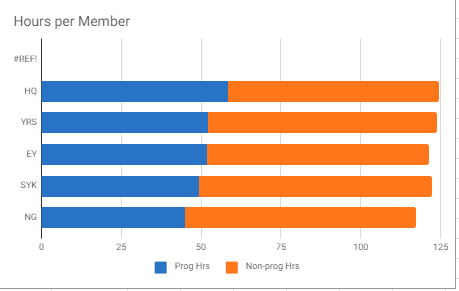 Hours per Member
#REF!
HQ
YRS
EY
SYK
NG
0 25 50 75 100 125
Prog Hrs Non-prog Hrs